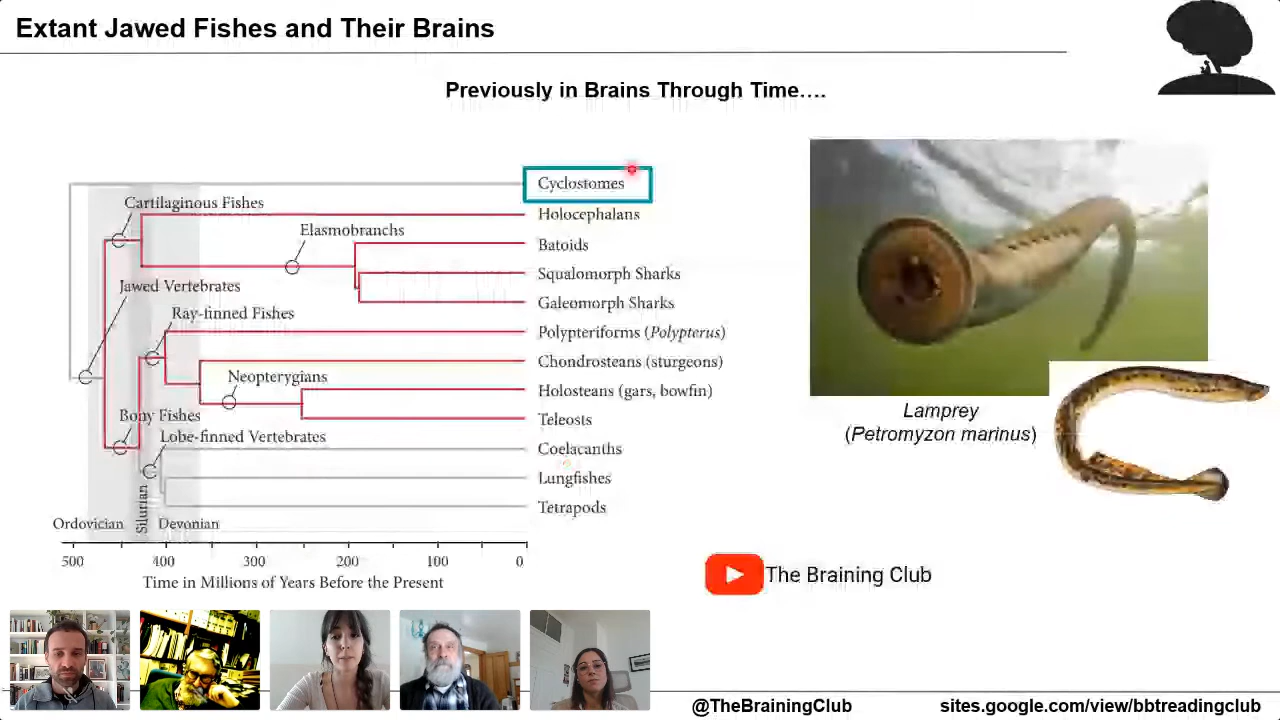 Extant Jawed Fishes and Their Brains
Previously in Brains Through Time....
Cyclostomes
Cartilaginous Fishes
Holocephalans
Elasmobranchs
Batoids
Squalomorph Sharks
Jawed Vertebrates
Galeomorph Sharks
Ray-finned Fishes
Polypteriforms (Polypterus)
Chondrosteans (sturgeons)
Neopterygians
Holosteans (gars, bowfin)
Bony Fishes
Teleosts
Lobe-finned Vertebrates
Coelacanths
Lungfishes
Tetrapods
Ordovician
Silurian
Devonian
500 400 300 200 100 0
Time in Millions of Years Before the Present
Lamprey
(Petromyzon marinus)
The Braining Club
@TheBrainingClub
sites.google.com/view/bbtreadingclub